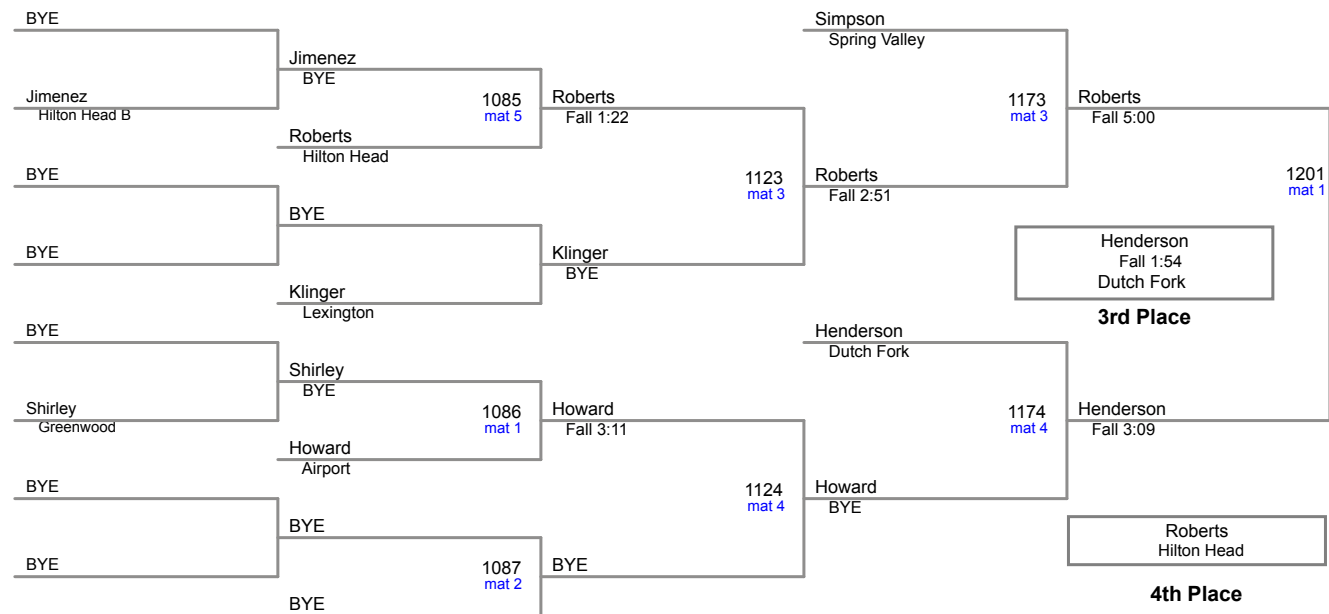 BYE
Simpson
Spring Valley
Jimenez
BYE
Jimenez
Hilton Head B
1085
mat 5
Roberts
Fall 1:22
1173
mat 3
Roberts
Fall 5:00
Roberts
Hilton Head
BYE
1123
mat 3
Roberts
Fall 2:51
1201
mat 1
BYE
BYE
Klinger
BYE
Henderson
Fall 1:54
Dutch Fork
3rd Place
Klinger
Lexington
BYE
Henderson
Dutch Fork
Shirley
BYE
Shirley
Greenwood
1086
mat 1
Howard
Fall 3:11
1174
mat 4
Henderson
Fall 3:09
Howard
Airport
BYE
1124
mat 4
Howard
BYE
BYE
Roberts
Hilton Head
BYE
1087
mat 2
BYE
4th Place
BYE